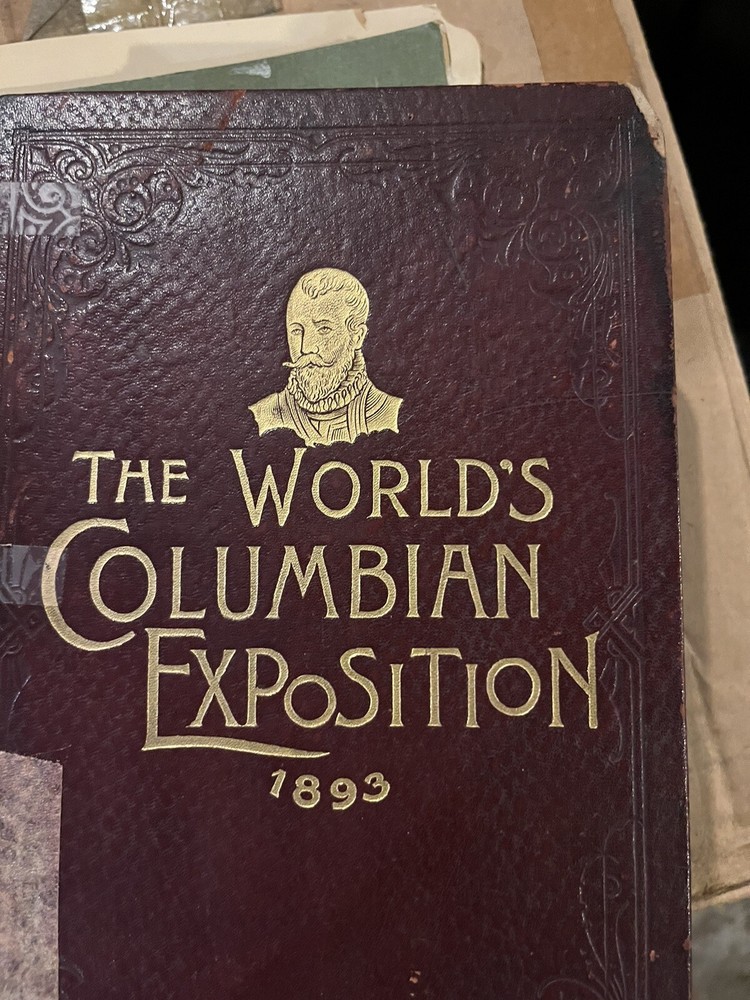 THE WORLD'S
COLUMBIAN
EXPOSITION
1893